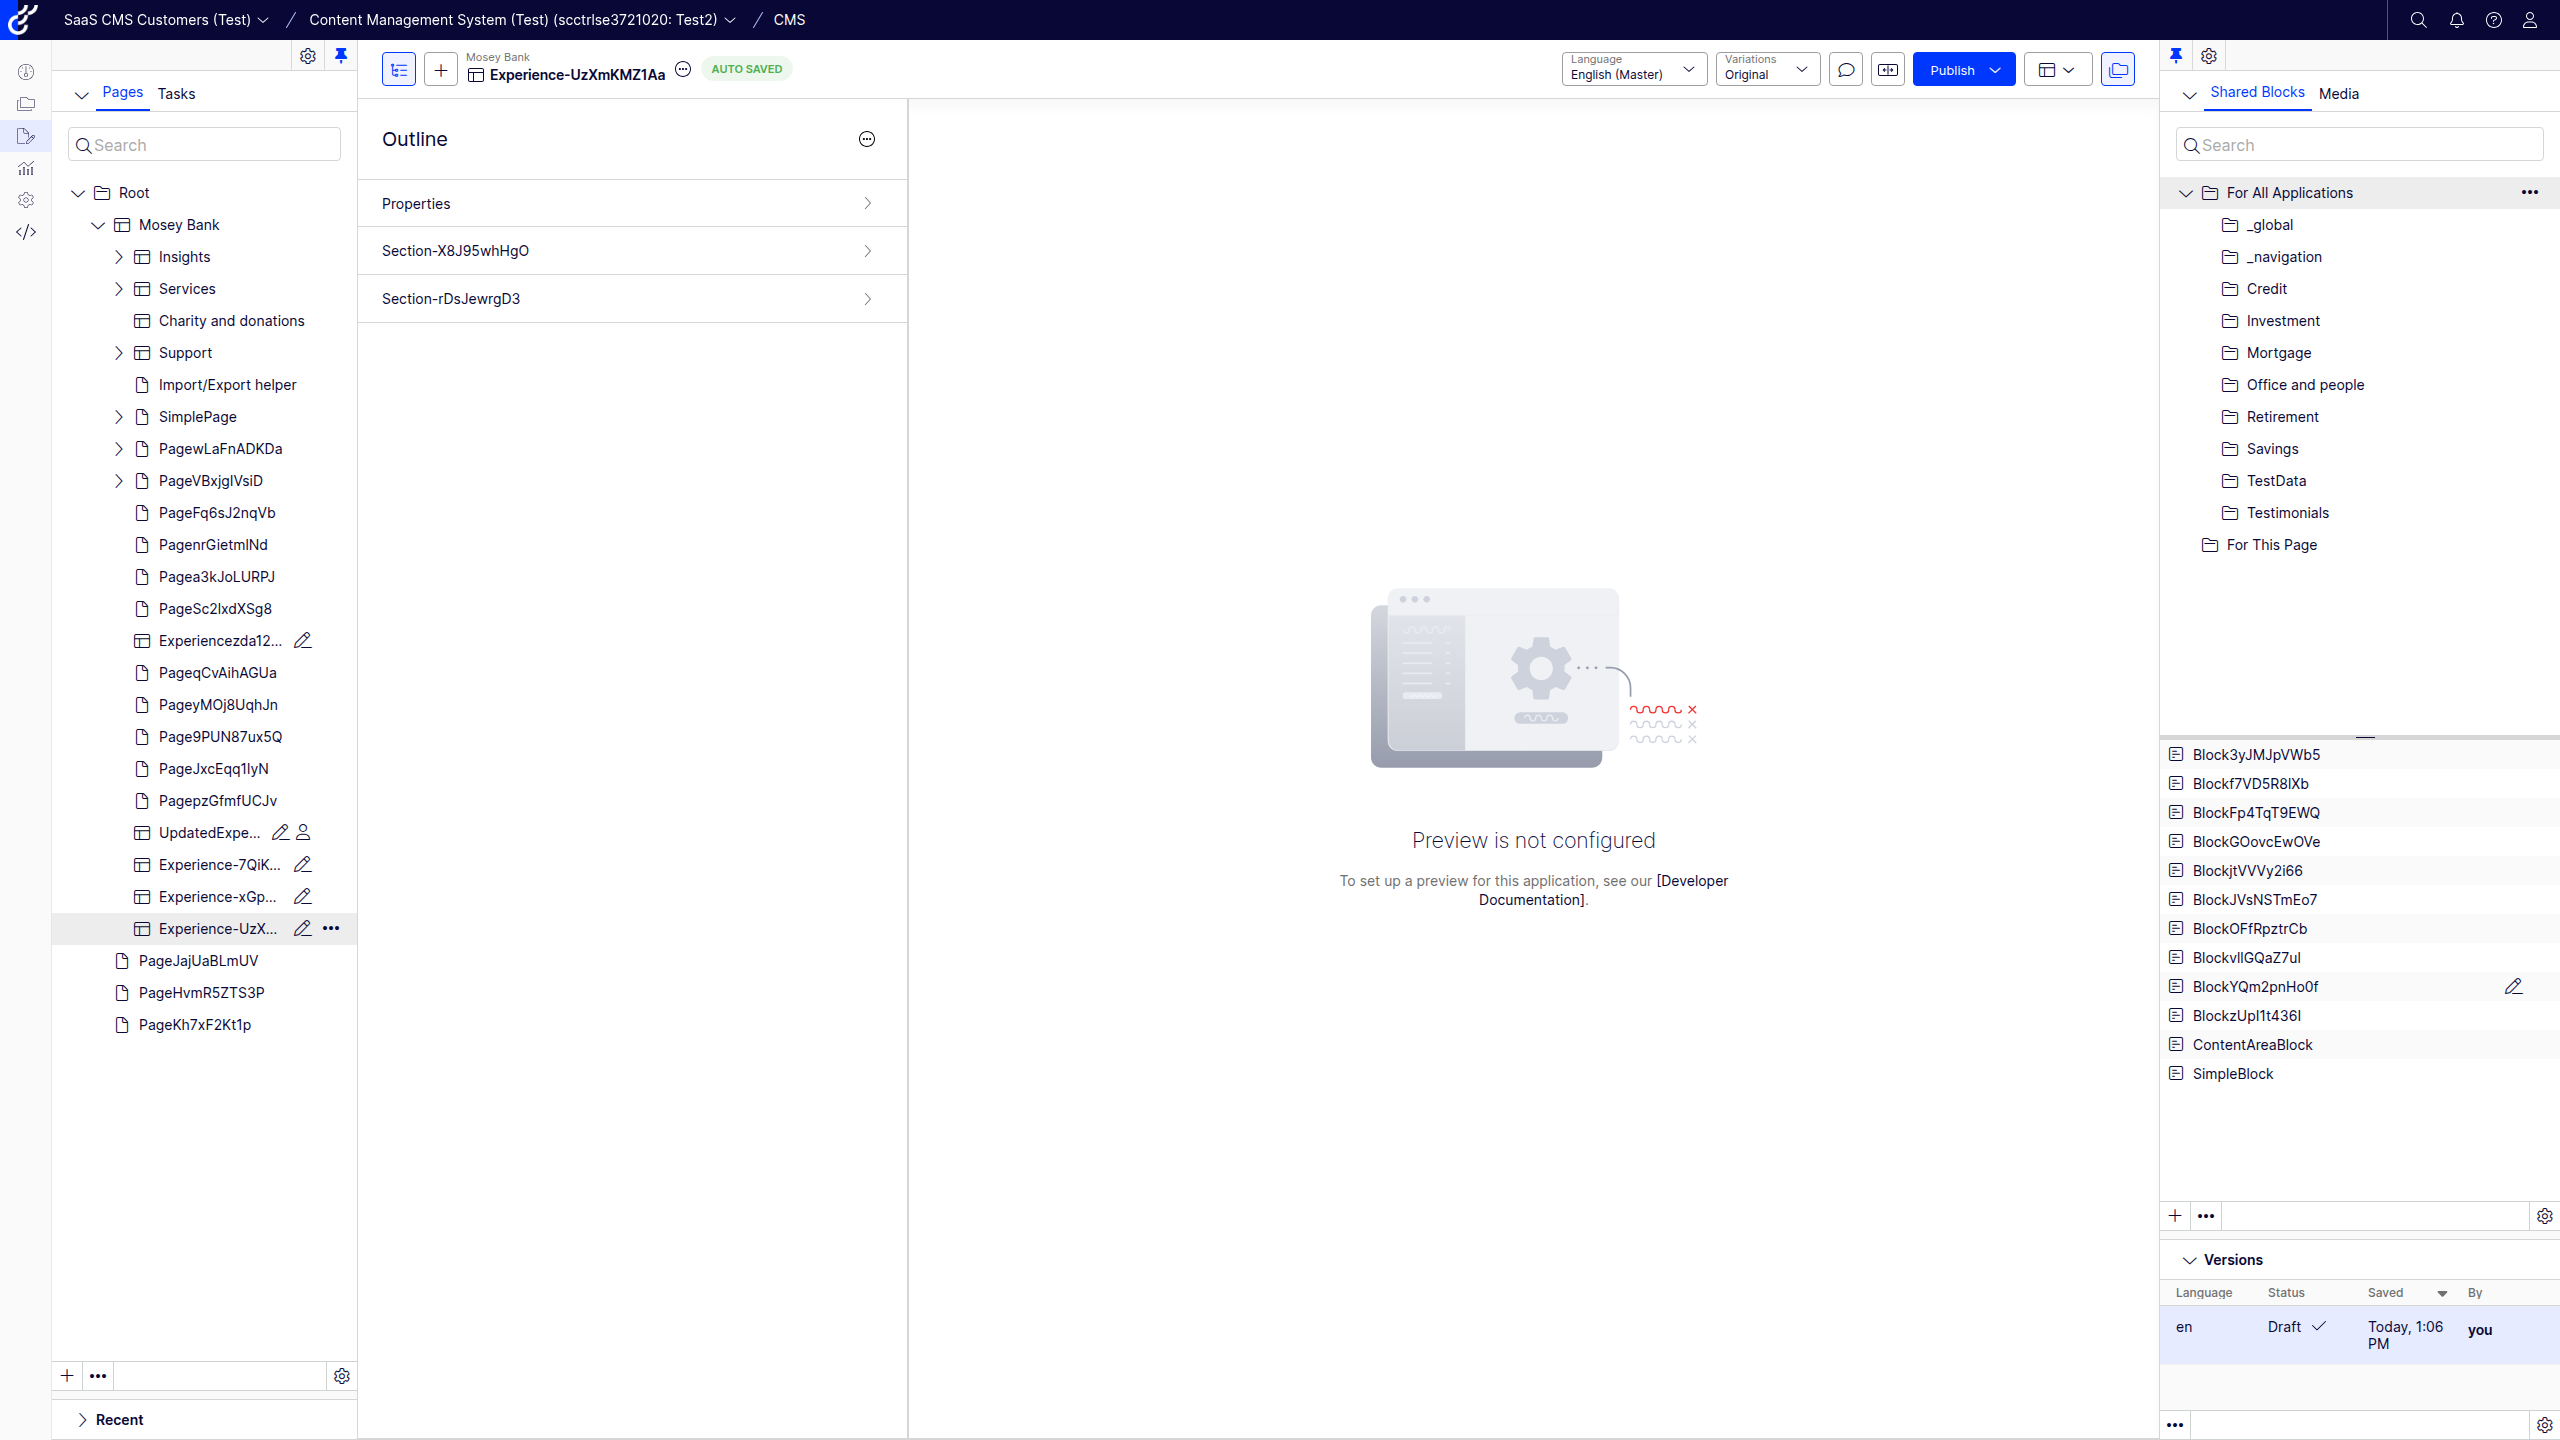 SaaS CMS Customers (Test)
Content Management System (Test) (scctrlse3721020: Test2)
CMS
Pages
Tasks
Search
Root
Mosey Bank
Insights
Services
Charity and donations
Support
Import/Export helper
SimplePage
PagewLaFnADKDa
PageVBxjglVsiD
PageFq6sJ2nqVb
PagenrGietmlNd
Pagea3kJoLURPJ
PageSc2lxdXSg8
Experiencezda12...
PageqCvAihAGUa
PageyMOj8UqhJn
Page9PUN87ux5Q
PageJxcEqq1lyN
PagepzGfmfUCJv
UpdatedExpe...
Experience-7QiK...
Experience-xGp...
Experience-UzX...
PageJajUaBLmUV
PageHvmR5ZTS3P
PageKh7xF2Kt1p
Recent
Mosey Bank
Experience-UzXmKMZ1Aa
AUTO SAVED
Language
English (Master)
Variations
Original
Publish
Outline
Properties
Section-X8J95whHgO
Section-rDsJewrgD3
Preview is not configured
To set up a preview for this application, see our [Developer
Documentation].
Shared Blocks
Media
Search
For All Applications
_global
_navigation
Credit
Investment
Mortgage
Office and people
Retirement
Savings
TestData
Testimonials
For This Page
Block3yJMJpVWb5
Blockf7VD5R8lXb
BlockFp4TqT9EWQ
BlockGOovcEwOVe
BlockjtVVVy2i66
BlockJVsNSTmEo7
BlockOFfRpztrCb
BlockvllGQaZ7ul
BlockYQm2pnHo0f
BlockzUpI1t436I
ContentAreaBlock
SimpleBlock
Versions
Language
Status
Saved
By
en
Draft
Today, 1:06
PM
you